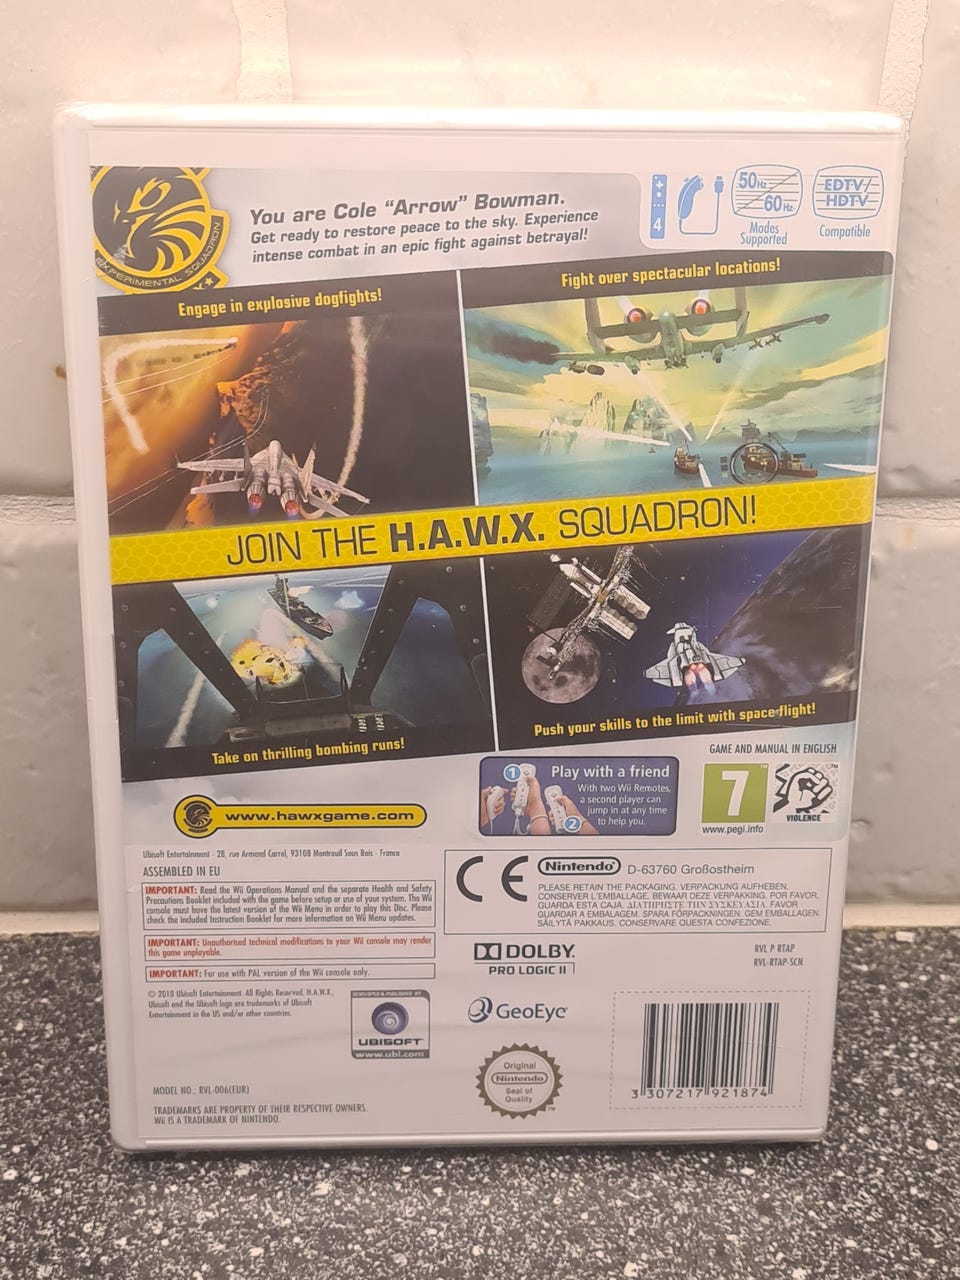 EXPERIMENTAL SQUADRON
You are Cole "Arrow" Bowman.
Get ready to restore peace to the sky. Experience
intense combat in an epic fight against betrayal!
4
50Hz
60Hz
Modes
Supported
EDTV/
HDTV
Compatible
Engage in explosive dogfights!
Fight over spectacular locations!
JOIN THE H.A.W.X. SQUADRON!
Take on thrilling bombing runs!
Push your skills to the limit with space flight!
www.hawxgame.com
1
2
Play with a friend
With two Wii Remotes,
a second player can
jump in at any time
to help you.
GAME AND MANUAL IN ENGLISH
7
www.pegi.info
VIOLENCE
Ubisoft Entertainment - 28, rue Armand Carrel, 93108 Montreuil Sous Bois - France
ASSEMBLED IN EU
IMPORTANT: Read the Wii Operations Manual and the separate Health and Safety
Precautions Booklet included with the game before setup or use of your system. The Wii
console must have the latest version of the Wii Menu in order to play this Disc. Please
check the included Instruction Booklet for more information on Wii Menu updates.
IMPORTANT: Unauthorised technical modifications to your Wii console may render
this game unplayable.
IMPORTANT: For use with PAL version of the Wii console only.
© 2010 Ubisoft Entertainment. All Rights Reserved. H.A.W.X.,
Ubisoft and the Ubisoft logo are trademarks of Ubisoft
Entertainment in the US and/or other countries.
DEVELOPED & PUBLISHED BY
UBISOFT
www.ubi.com
MODEL NO.: RVL-006(EUR)
TRADEMARKS ARE PROPERTY OF THEIR RESPECTIVE OWNERS.
Wii IS A TRADEMARK OF NINTENDO.
CE
Nintendo
D-63760 Großostheim
PLEASE RETAIN THE PACKAGING. VERPACKUNG AUFHEBEN.
CONSERVER L'EMBALLAGE. BEWAAR DEZE VERPAKKING. POR FAVOR,
GUARDA ESTA CAJA. ΔΙΑΤΗΡΗΣΤΕ ΤΗΝ ΣΥΣΚΕΥΑΣΙΑ. FAVOR
GUARDAR A EMBALAGEM. SPARA FÖRPACKNINGEN. GEM EMBALLAGEN.
SÄILYTÄ PAKKAUS. CONSERVARE QUESTA CONFEZIONE.
DOLBY
PRO LOGIC II
RVL P RTAP
RVL-RTAP-SCN
GeoEye
Original
Nintendo
Seal of
Quality
3 307217 921874